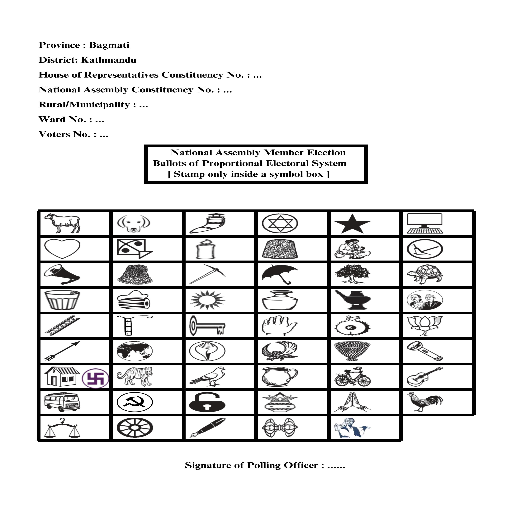 Province : Bagmati
District: Kathmandu
House of Representatives Constituency No. : ...
National Assembly Constituency No. : ...
Rural/Municipality : ...
Ward No. : ...
Voters No. : ...
National Assembly Member Election
Ballots of Proportional Electoral System
[ Stamp only inside a symbol box ]
Signature of Polling Officer : ......